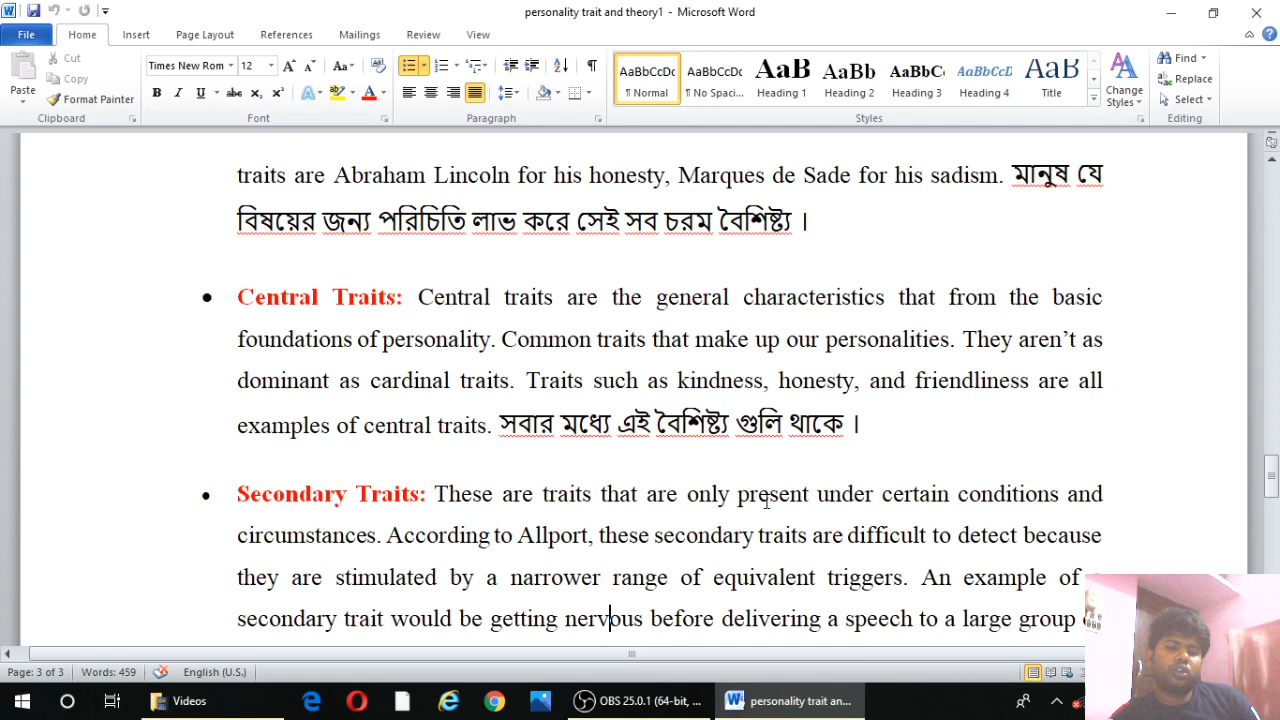 personality trait and theory1 - Microsoft Word
File Home Insert Page Layout References Mailings Review View
Cut
Copy
Format Painter
Paste
Times New Rom 12
AaBbCcDc AaBbCcDc AaB AaBb AaBbC AaBbCcD AaB
¶ Normal ¶ No Spaci... Heading 1 Heading 2 Heading 3 Heading 4 Title
Change Styles
Find
Replace
Select
Clipboard Font Paragraph Styles Editing
traits are Abraham Lincoln for his honesty, Marques de Sade for his sadism. মানুষ যে
বিষয়ের জন্য পরিচিতি লাভ করে সেই সব চরম বৈশিষ্ট্য ।
• Central Traits: Central traits are the general characteristics that from the basic
foundations of personality. Common traits that make up our personalities. They aren’t as
dominant as cardinal traits. Traits such as kindness, honesty, and friendliness are all
examples of central traits. সবার মধ্যে এই বৈশিষ্ট্য গুলি থাকে ।
• Secondary Traits: These are traits that are only present under certain conditions and
circumstances. According to Allport, these secondary traits are difficult to detect because
they are stimulated by a narrower range of equivalent triggers. An example of
secondary trait would be getting nervous before delivering a speech to a large group
Page: 3 of 3 Words: 459 English (U.S.)
Videos OBS 25.0.1 (64-bit, ... personality trait an...